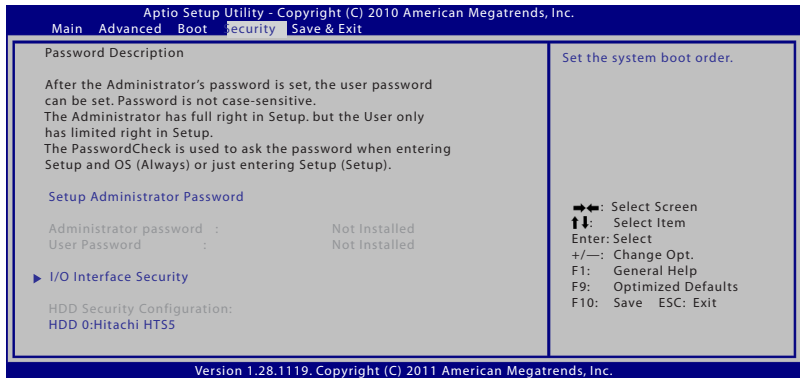 Aptio Setup Utility - Copyright (C) 2010 American Megatrends, Inc.
Main Advanced Boot Security Save & Exit
Password Description
After the Administrator's password is set, the user password
can be set. Password is not case-sensitive.
The Administrator has full right in Setup. but the User only
has limited right in Setup.
The PasswordCheck is used to ask the password when entering
Setup and OS (Always) or just entering Setup (Setup).
Setup Administrator Password
Administrator password : Not Installed
User Password : Not Installed
I/O Interface Security
HDD Security Configuration:
HDD 0:Hitachi HTS5
Set the system boot order.
→←: Select Screen
↑↓: Select Item
Enter: Select
+/—: Change Opt.
F1: General Help
F9: Optimized Defaults
F10: Save ESC: Exit
Version 1.28.1119. Copyright (C) 2011 American Megatrends, Inc.